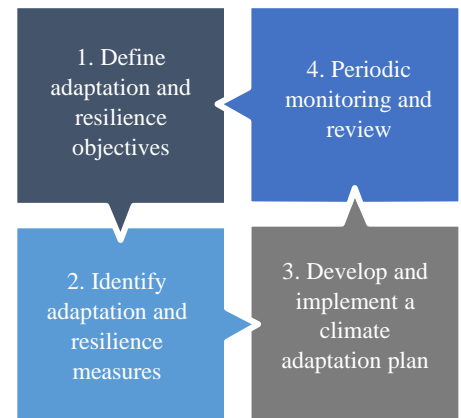 1. Define
adaptation and
resilience
objectives
2. Identify
adaptation and
resilience
measures
3. Develop and
implement a
climate
adaptation plan
4. Periodic
monitoring and
review